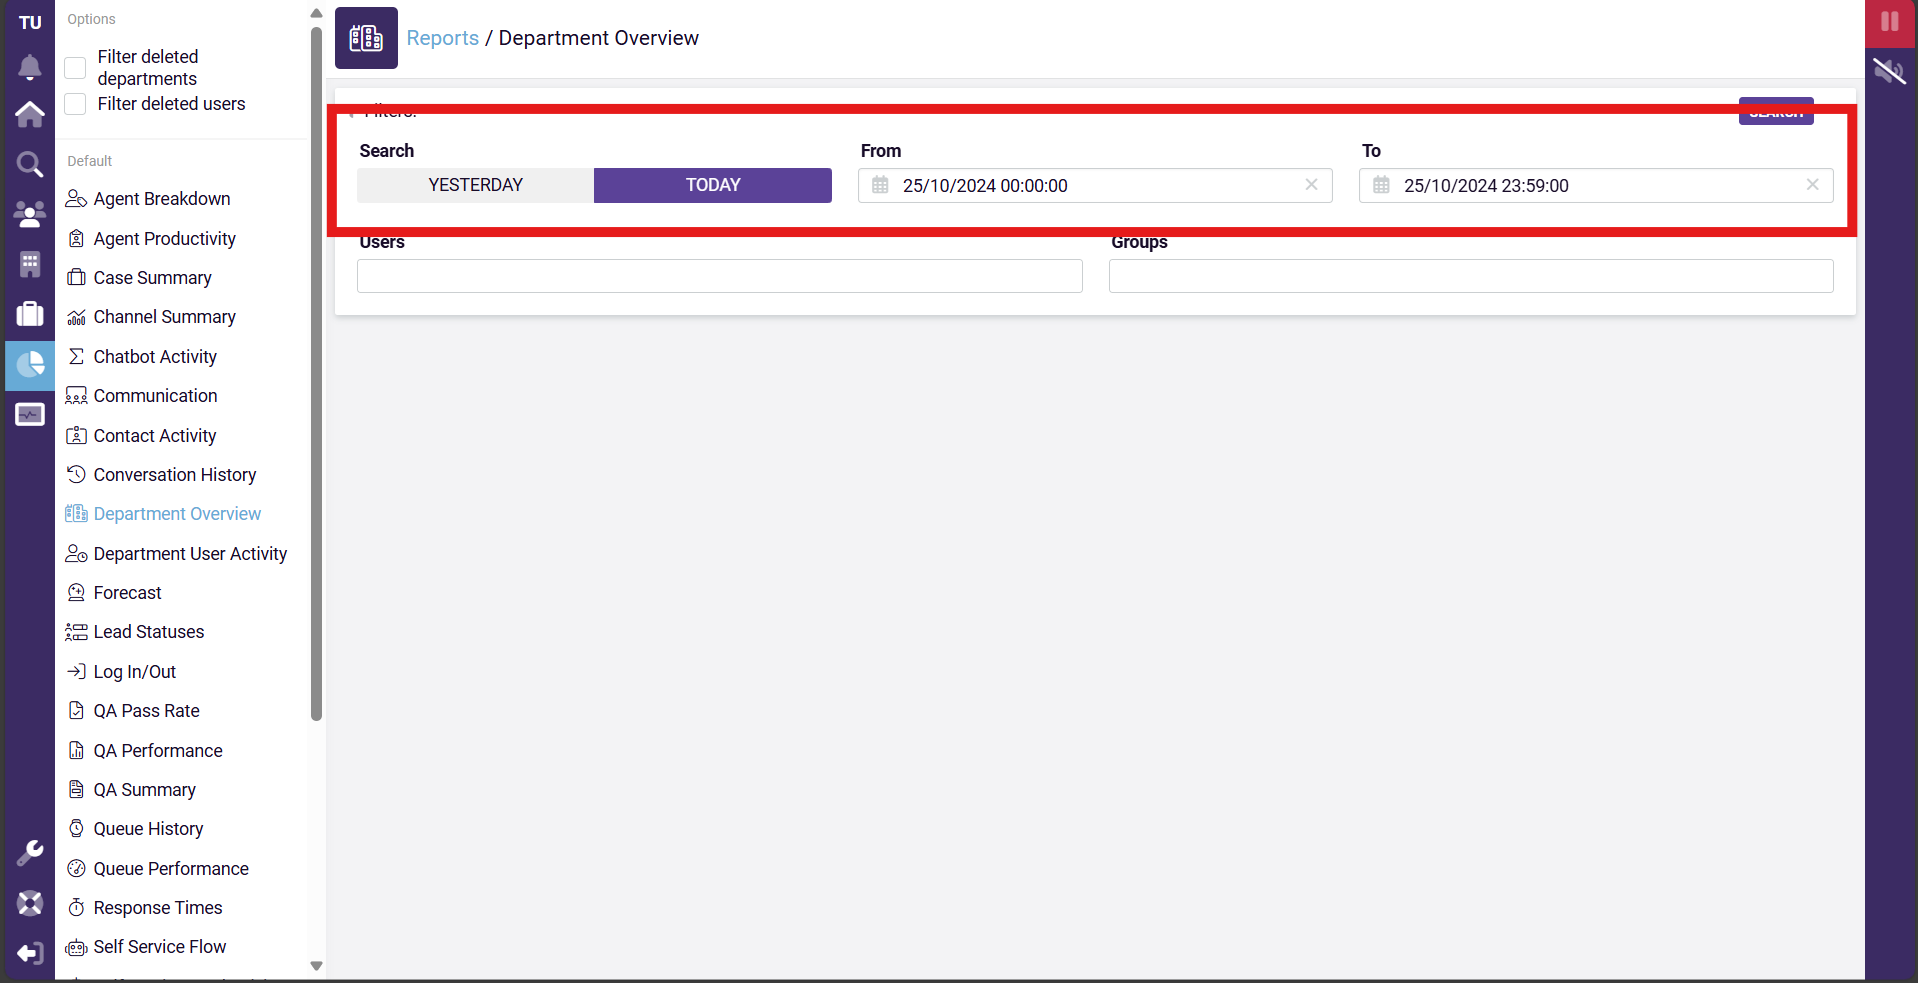 TU
Options
Filter deleted
departments
Filter deleted users
Default
Agent Breakdown
Agent Productivity
Case Summary
Channel Summary
Chatbot Activity
Communication
Contact Activity
Conversation History
Department Overview
Department User Activity
Forecast
Lead Statuses
Log In/Out
QA Pass Rate
QA Performance
QA Summary
Queue History
Queue Performance
Response Times
Self Service Flow
Reports / Department Overview
Filters:
SEARCH
Search
From
To
YESTERDAY
TODAY
25/10/2024 00:00:00
25/10/2024 23:59:00
Users
Groups